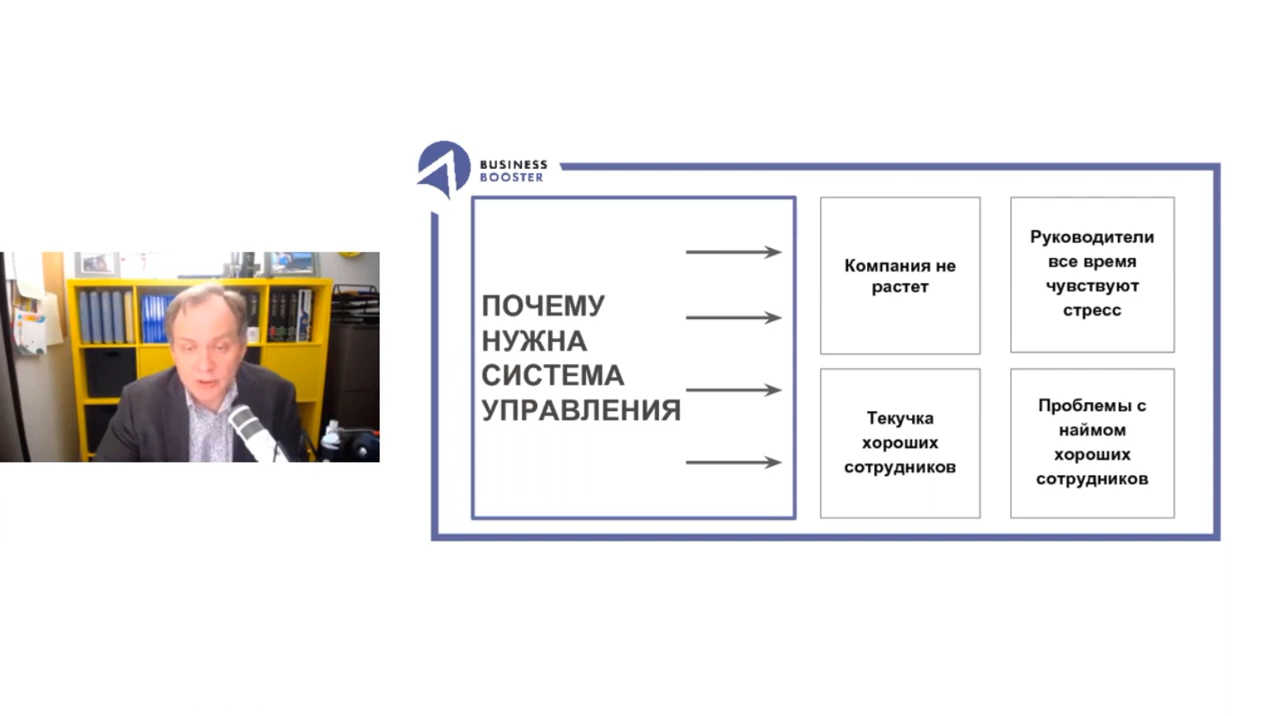 BUSINESS
BOOSTER
ПОЧЕМУ
НУЖНА
СИСТЕМА
УПРАВЛЕНИЯ
Компания не
растет
Руководители
все время
чувствуют
стресс
Текучка
хороших
сотрудников
Проблемы с
наймом
хороших
сотрудников